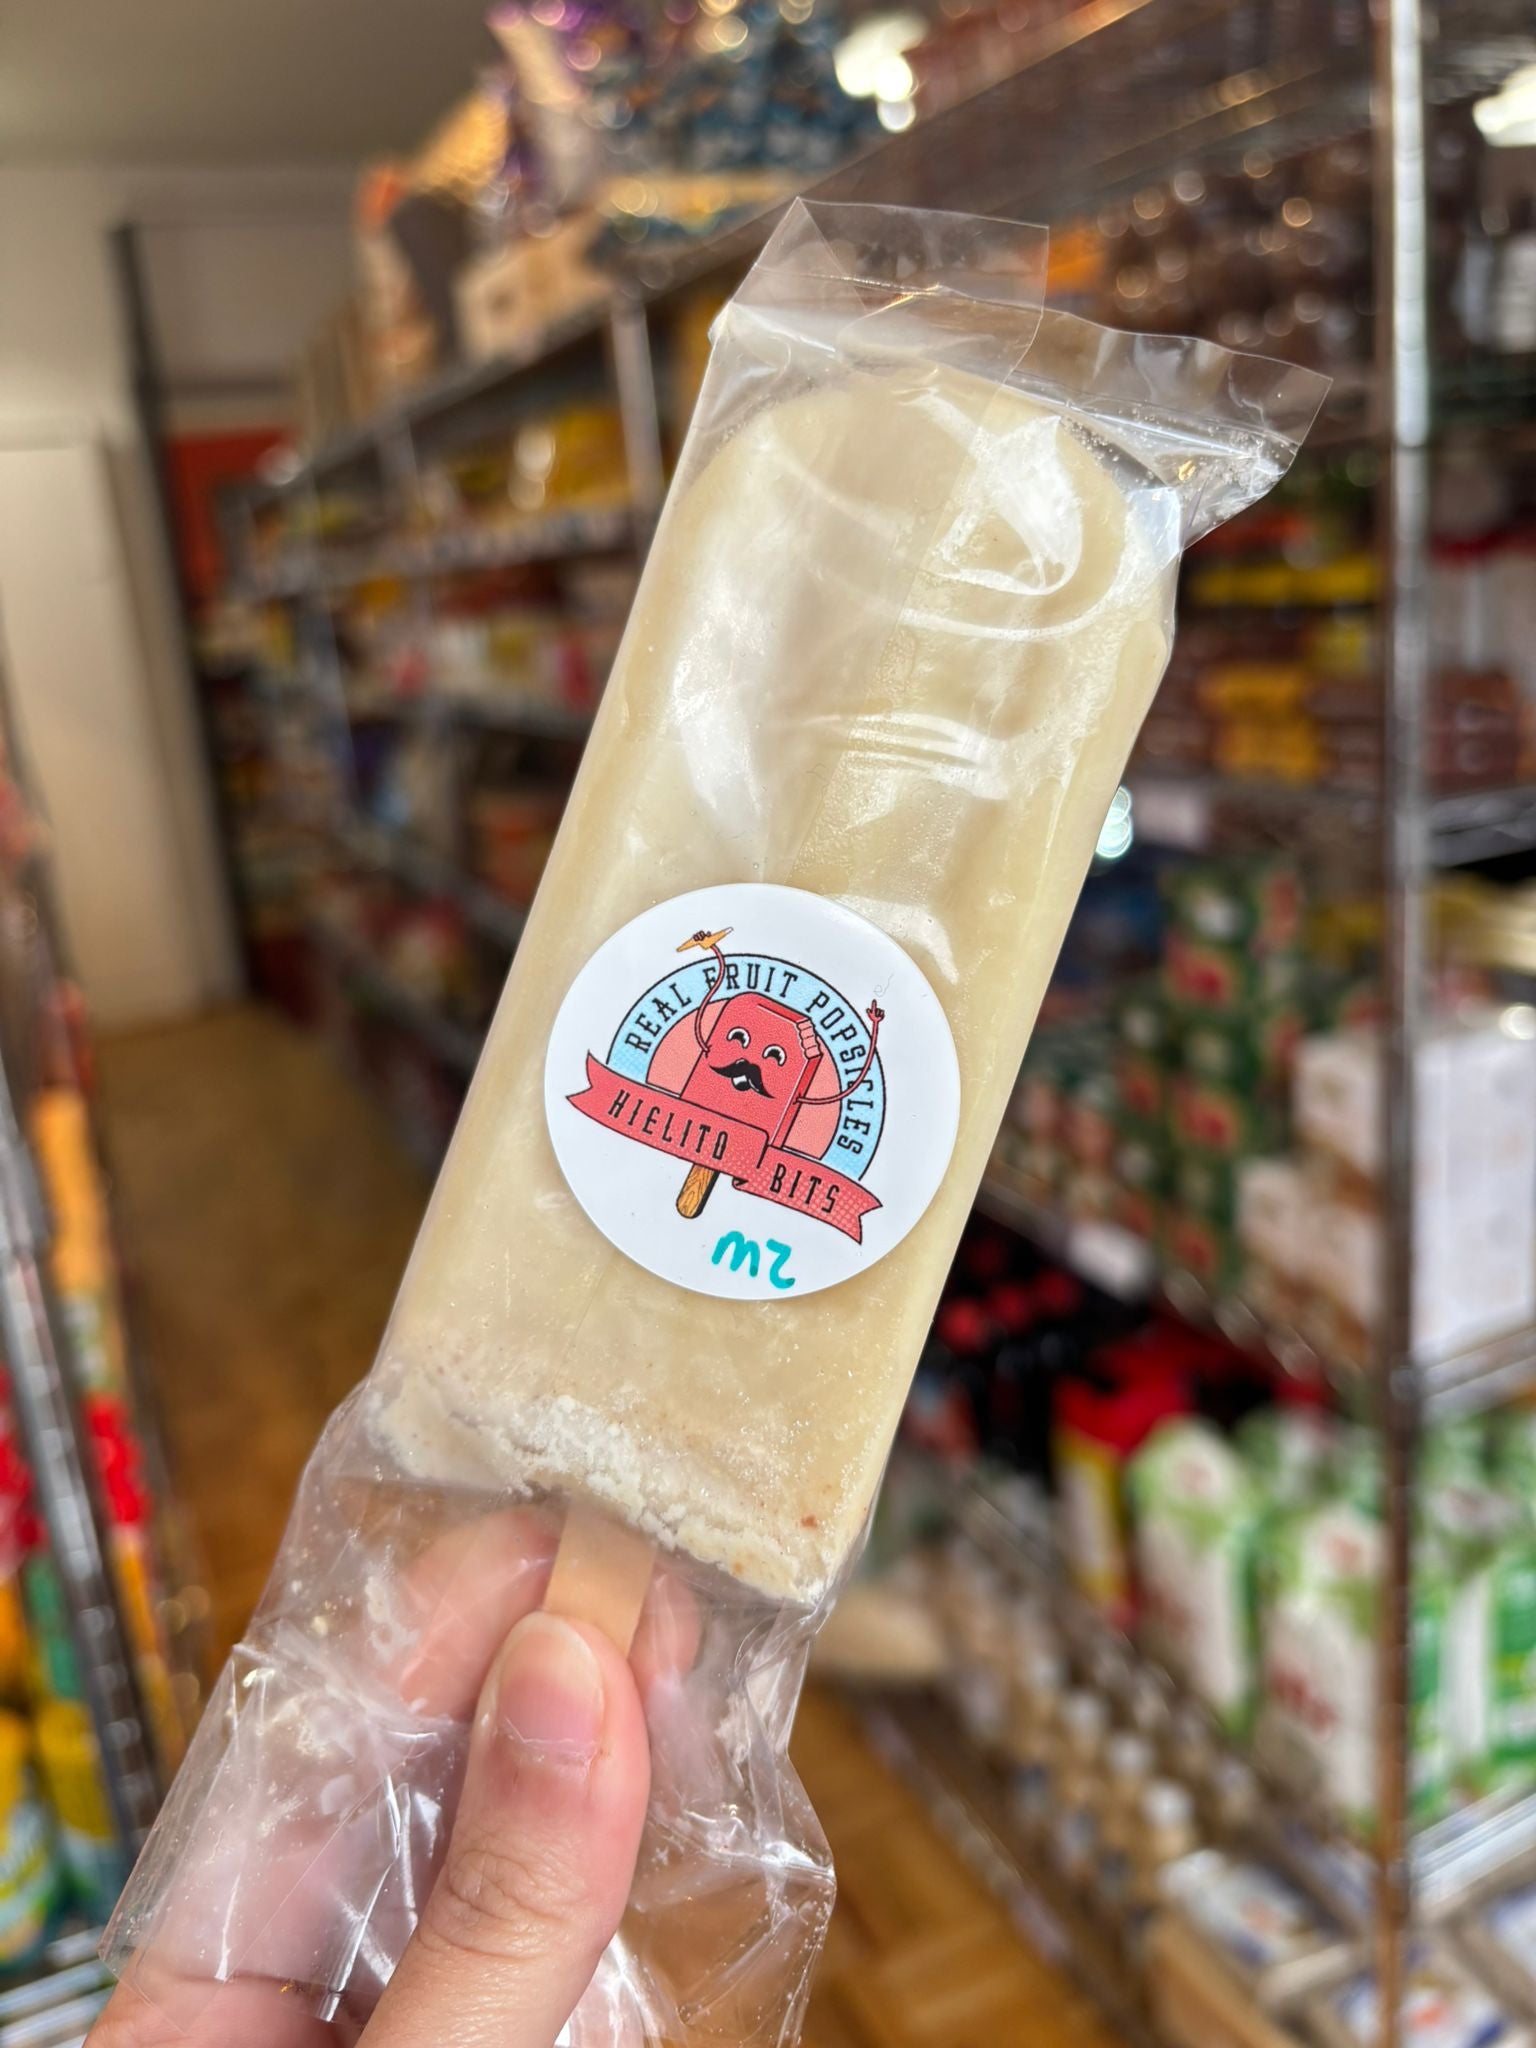 REAL FRUIT POPSICLES
HIELITO BITS
mz